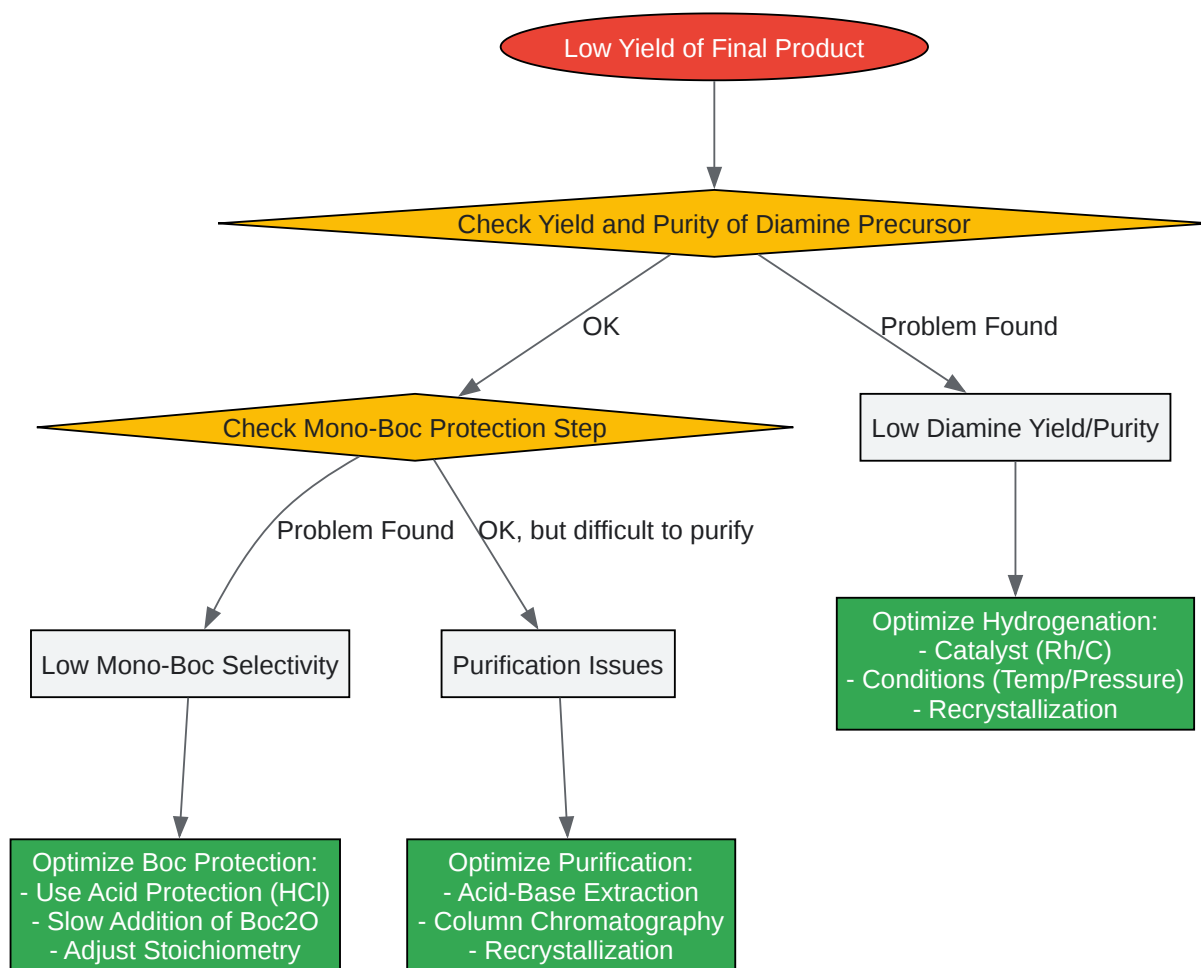 Low Yield of Final Product
Check Yield and Purity of Diamine Precursor
OK
Problem Found
Check Mono-Boc Protection Step
Low Diamine Yield/Purity
Problem Found
OK, but difficult to purify
Low Mono-Boc Selectivity
Purification Issues
Optimize Hydrogenation:
- Catalyst (Rh/C)
- Conditions (Temp/Pressure)
- Recrystallization
Optimize Boc Protection:
- Use Acid Protection (HCl)
- Slow Addition of Boc2O
- Adjust Stoichiometry
Optimize Purification:
- Acid-Base Extraction
- Column Chromatography
- Recrystallization